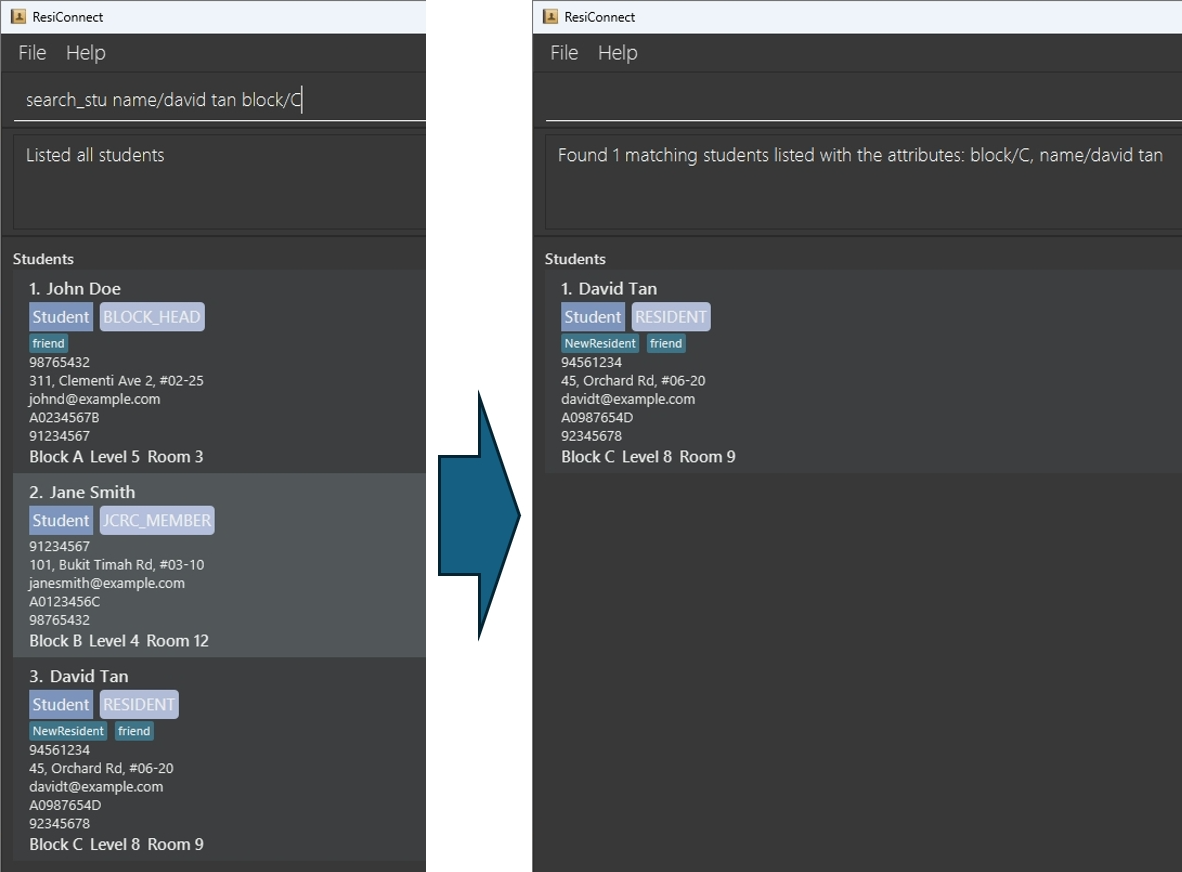 ResiConnect
File Help
search_stu name/david tan block/C
Listed all students
Students
1. John Doe
Student BLOCK_HEAD
friend
98765432
311, Clementi Ave 2, #02-25
johnd@example.com
A0234567B
91234567
Block A Level 5 Room 3
2. Jane Smith
Student JCRC_MEMBER
91234567
101, Bukit Timah Rd, #03-10
janesmith@example.com
A0123456C
98765432
Block B Level 4 Room 12
3. David Tan
Student RESIDENT
NewResident friend
94561234
45, Orchard Rd, #06-20
davidt@example.com
A0987654D
92345678
Block C Level 8 Room 9
ResiConnect
File Help
Found 1 matching students listed with the attributes: block/C, name/david tan
Students
1. David Tan
Student RESIDENT
NewResident friend
94561234
45, Orchard Rd, #06-20
davidt@example.com
A0987654D
92345678
Block C Level 8 Room 9